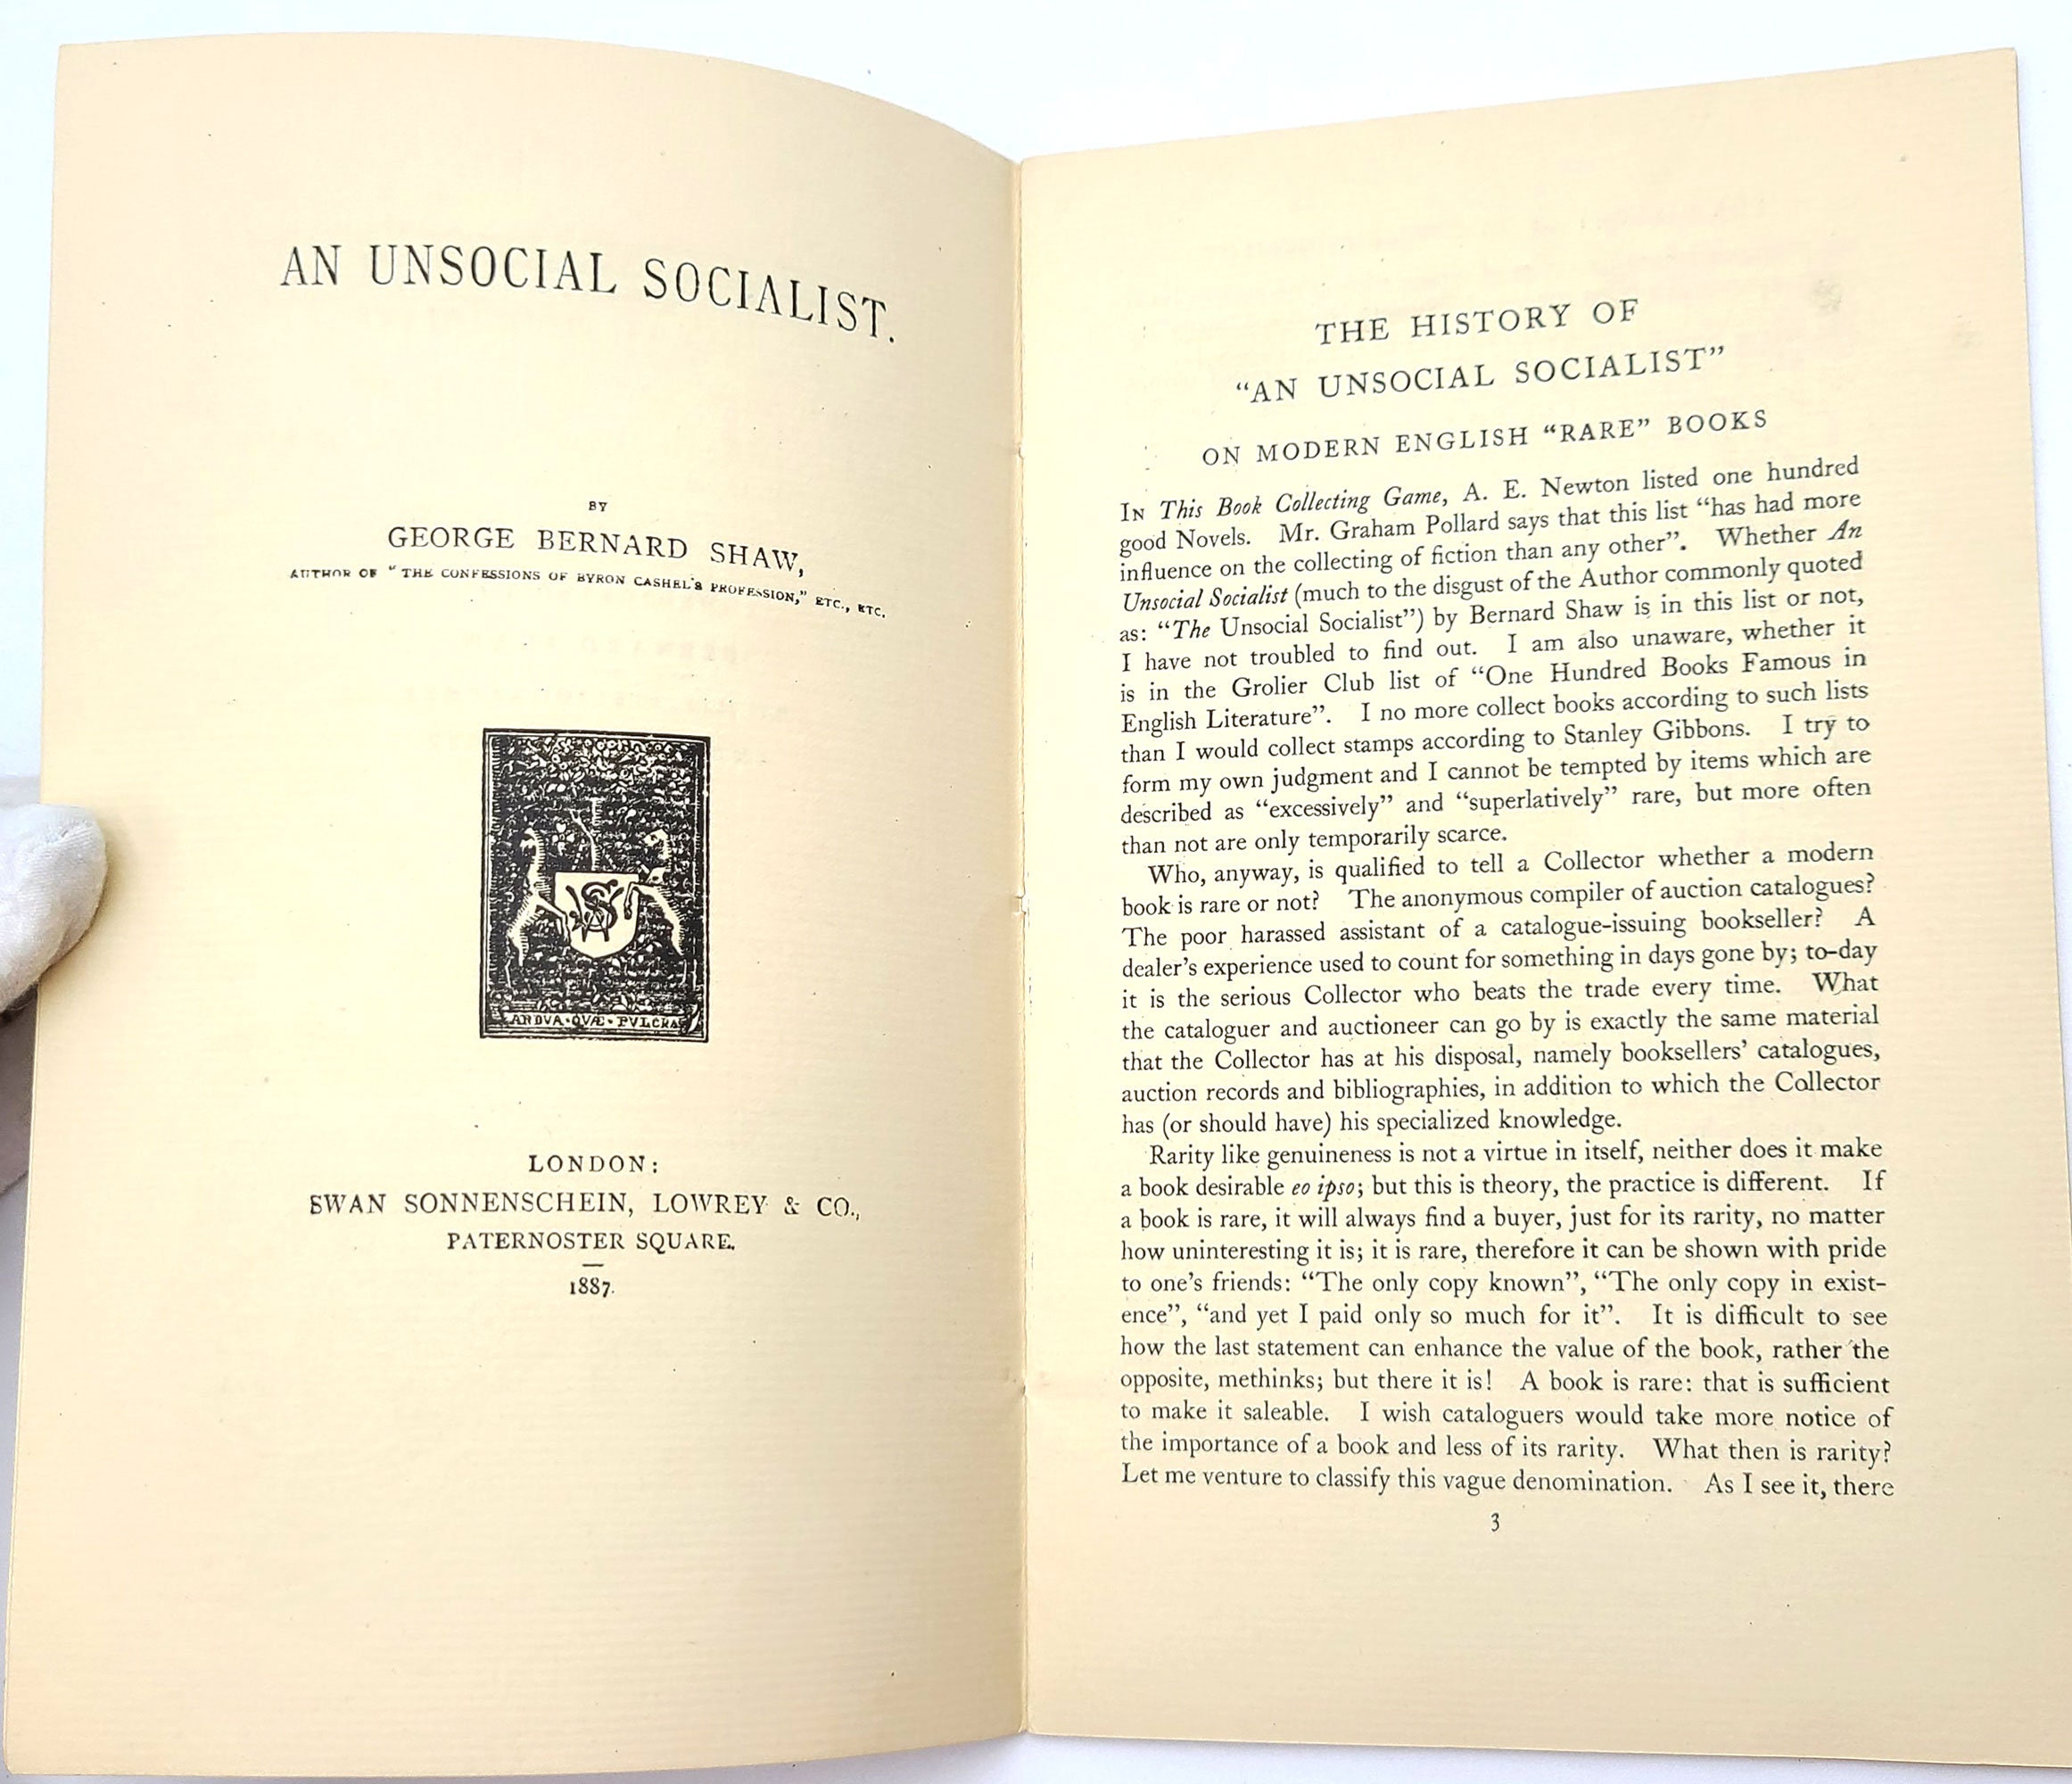 AN UNSOCIAL SOCIALIST.
BY
GEORGE BERNARD SHAW,
AUTHOR OF "THE CONFESSIONS OF BYRON CASHEL'S PROFESSION," ETC., ETC.
ARDVA·QVÆ·PVLCRA
LONDON:
SWAN SONNENSCHEIN, LOWREY & CO.,
PATERNOSTER SQUARE.
1887.
THE HISTORY OF
“AN UNSOCIAL SOCIALIST”
ON MODERN ENGLISH “RARE” BOOKS
IN This Book Collecting Game, A. E. Newton listed one hundred
good Novels. Mr. Graham Pollard says that this list “has had more
influence on the collecting of fiction than any other”. Whether An
Unsocial Socialist (much to the disgust of the Author commonly quoted
as: “The Unsocial Socialist”) by Bernard Shaw is in this list or not,
I have not troubled to find out. I am also unaware, whether it
is in the Grolier Club list of “One Hundred Books Famous in
English Literature”. I no more collect books according to such lists
than I would collect stamps according to Stanley Gibbons. I try to
form my own judgment and I cannot be tempted by items which are
described as “excessively” and “superlatively” rare, but more often
than not are only temporarily scarce.
Who, anyway, is qualified to tell a Collector whether a modern
book is rare or not? The anonymous compiler of auction catalogues?
The poor harassed assistant of a catalogue-issuing bookseller? A
dealer’s experience used to count for something in days gone by; to-day
it is the serious Collector who beats the trade every time. What
the cataloguer and auctioneer can go by is exactly the same material
that the Collector has at his disposal, namely booksellers’ catalogues,
auction records and bibliographies, in addition to which the Collector
has (or should have) his specialized knowledge.
Rarity like genuineness is not a virtue in itself, neither does it make
a book desirable eo ipso; but this is theory, the practice is different. If
a book is rare, it will always find a buyer, just for its rarity, no matter
how uninteresting it is; it is rare, therefore it can be shown with pride
to one’s friends: “The only copy known”, “The only copy in exist-
ence”, “and yet I paid only so much for it”. It is difficult to see
how the last statement can enhance the value of the book, rather the
opposite, methinks; but there it is! A book is rare: that is sufficient
to make it saleable. I wish cataloguers would take more notice of
the importance of a book and less of its rarity. What then is rarity?
Let me venture to classify this vague denomination. As I see it, there
3